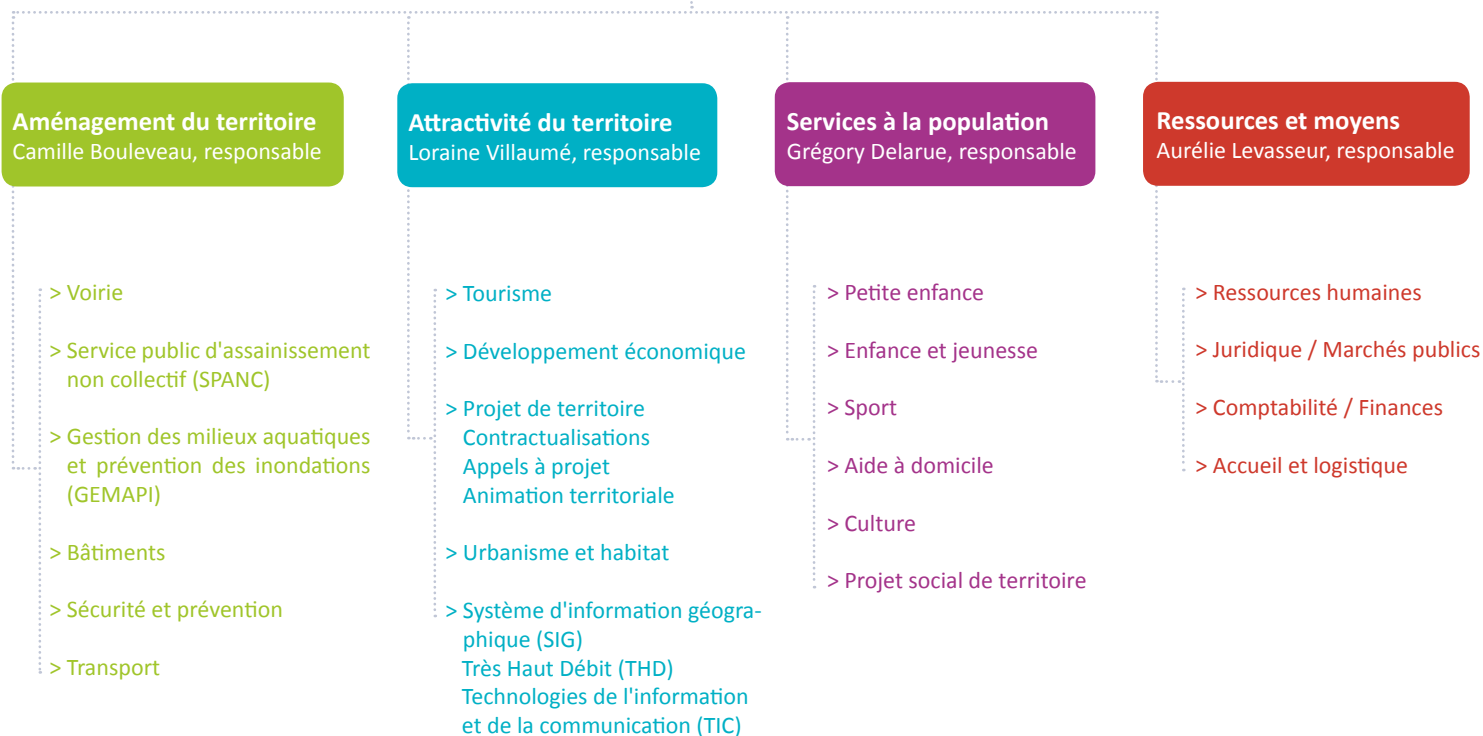 Aménagement du territoire
Camille Bouleveau, responsable
> Voirie
> Service public d'assainissement
non collectif (SPANC)
> Gestion des milieux aquatiques
et prévention des inondations
(GEMAPI)
> Bâtiments
> Sécurité et prévention
> Transport
Attractivité du territoire
Loraine Villaumé, responsable
> Tourisme
> Développement économique
> Projet de territoire
Contractualisations
Appels à projet
Animation territoriale
> Urbanisme et habitat
> Système d'information géogra-
phique (SIG)
Très Haut Débit (THD)
Technologies de l'information
et de la communication (TIC)
Services à la population
Grégory Delarue, responsable
> Petite enfance
> Enfance et jeunesse
> Sport
> Aide à domicile
> Culture
> Projet social de territoire
Ressources et moyens
Aurélie Levasseur, responsable
> Ressources humaines
> Juridique / Marchés publics
> Comptabilité / Finances
> Accueil et logistique